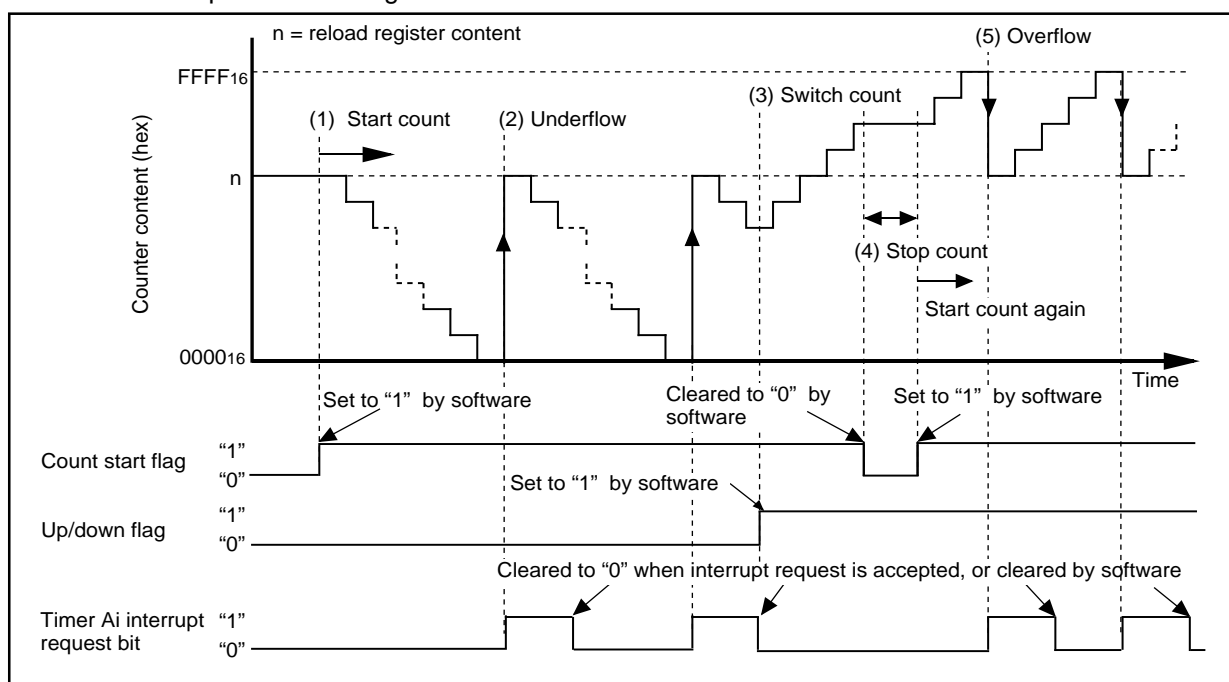 n = reload register content
(5) Overflow
FFFF16
(3) Switch count
(1) Start count
(2) Underflow
Counter content (hex)
n
(4) Stop count
Start count again
000016
Time
Set to “1” by software
Cleared to “0” by
software
Set to “1” by software
Count start flag
“1”
“0”
Set to “1” by software
Up/down flag
“1”
“0”
Cleared to “0” when interrupt request is accepted, or cleared by software
Timer Ai interrupt
request bit
“1”
“0”